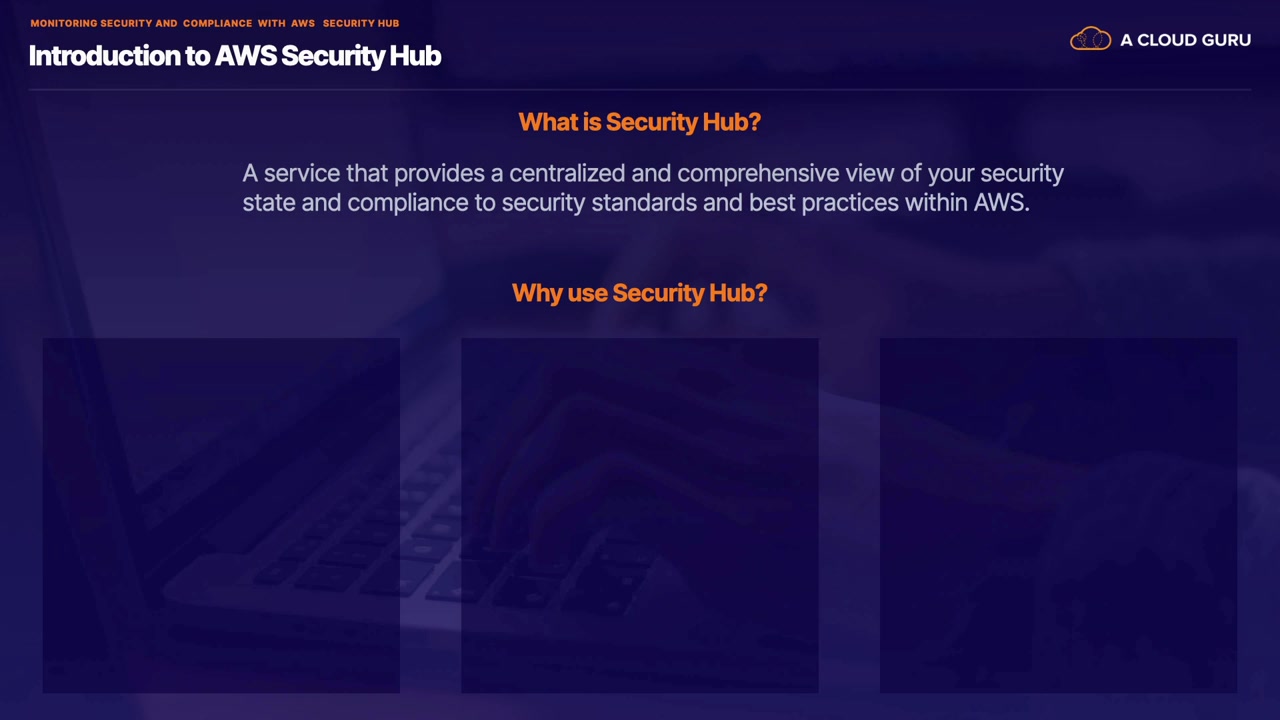 MONITORING SECURITY AND COMPLIANCE WITH AWS SECURITY HUB
Introduction to AWS Security Hub
A CLOUD GURU
What is Security Hub?
A service that provides a centralized and comprehensive view of your security
state and compliance to security standards and best practices within AWS.
Why use Security Hub?